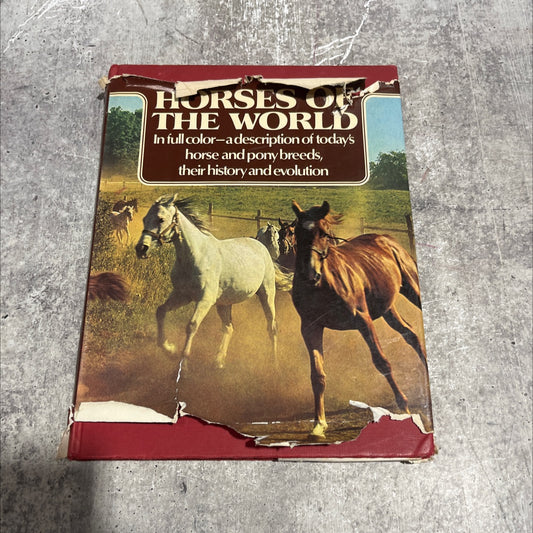 HORSES OF
THE WORLD
In full color—a description of today's
horse and pony breeds,
their history and evolution